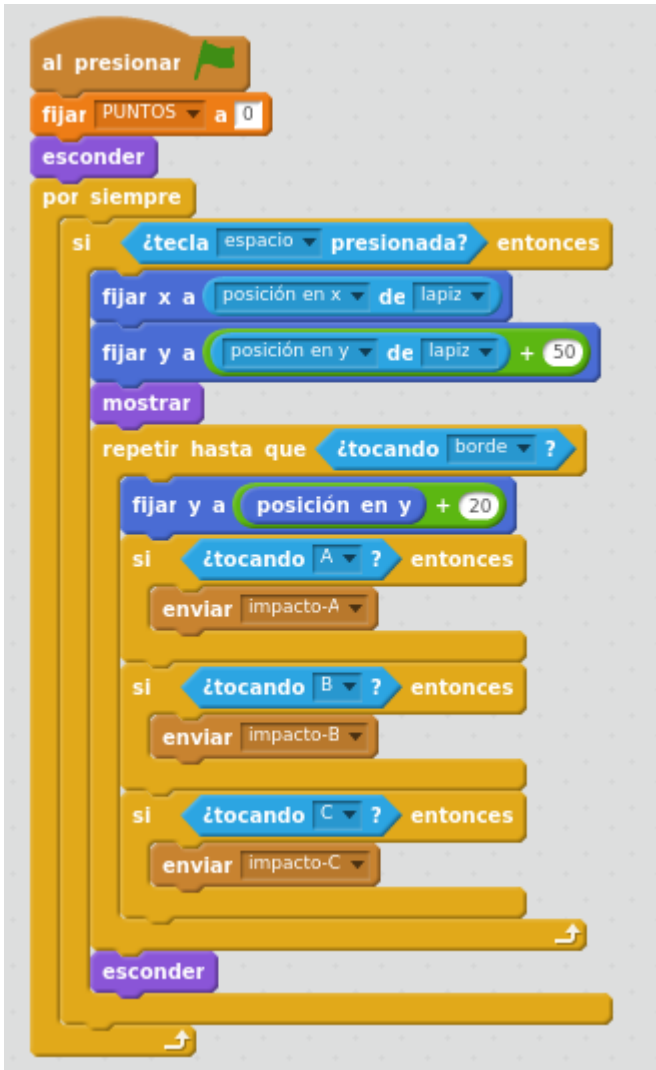 al presionar
fijar PUNTOS a 0
esconder
por siempre
si ¿tecla espacio presionada? entonces
fijar x a posición en x de lapiz
fijar y a posición en y de lapiz + 50
mostrar
repetir hasta que ¿tocando borde ?
fijar y a posición en y + 20
si ¿tocando A ? entonces
enviar impacto-A
si ¿tocando B ? entonces
enviar impacto-B
si ¿tocando C ? entonces
enviar impacto-C
esconder